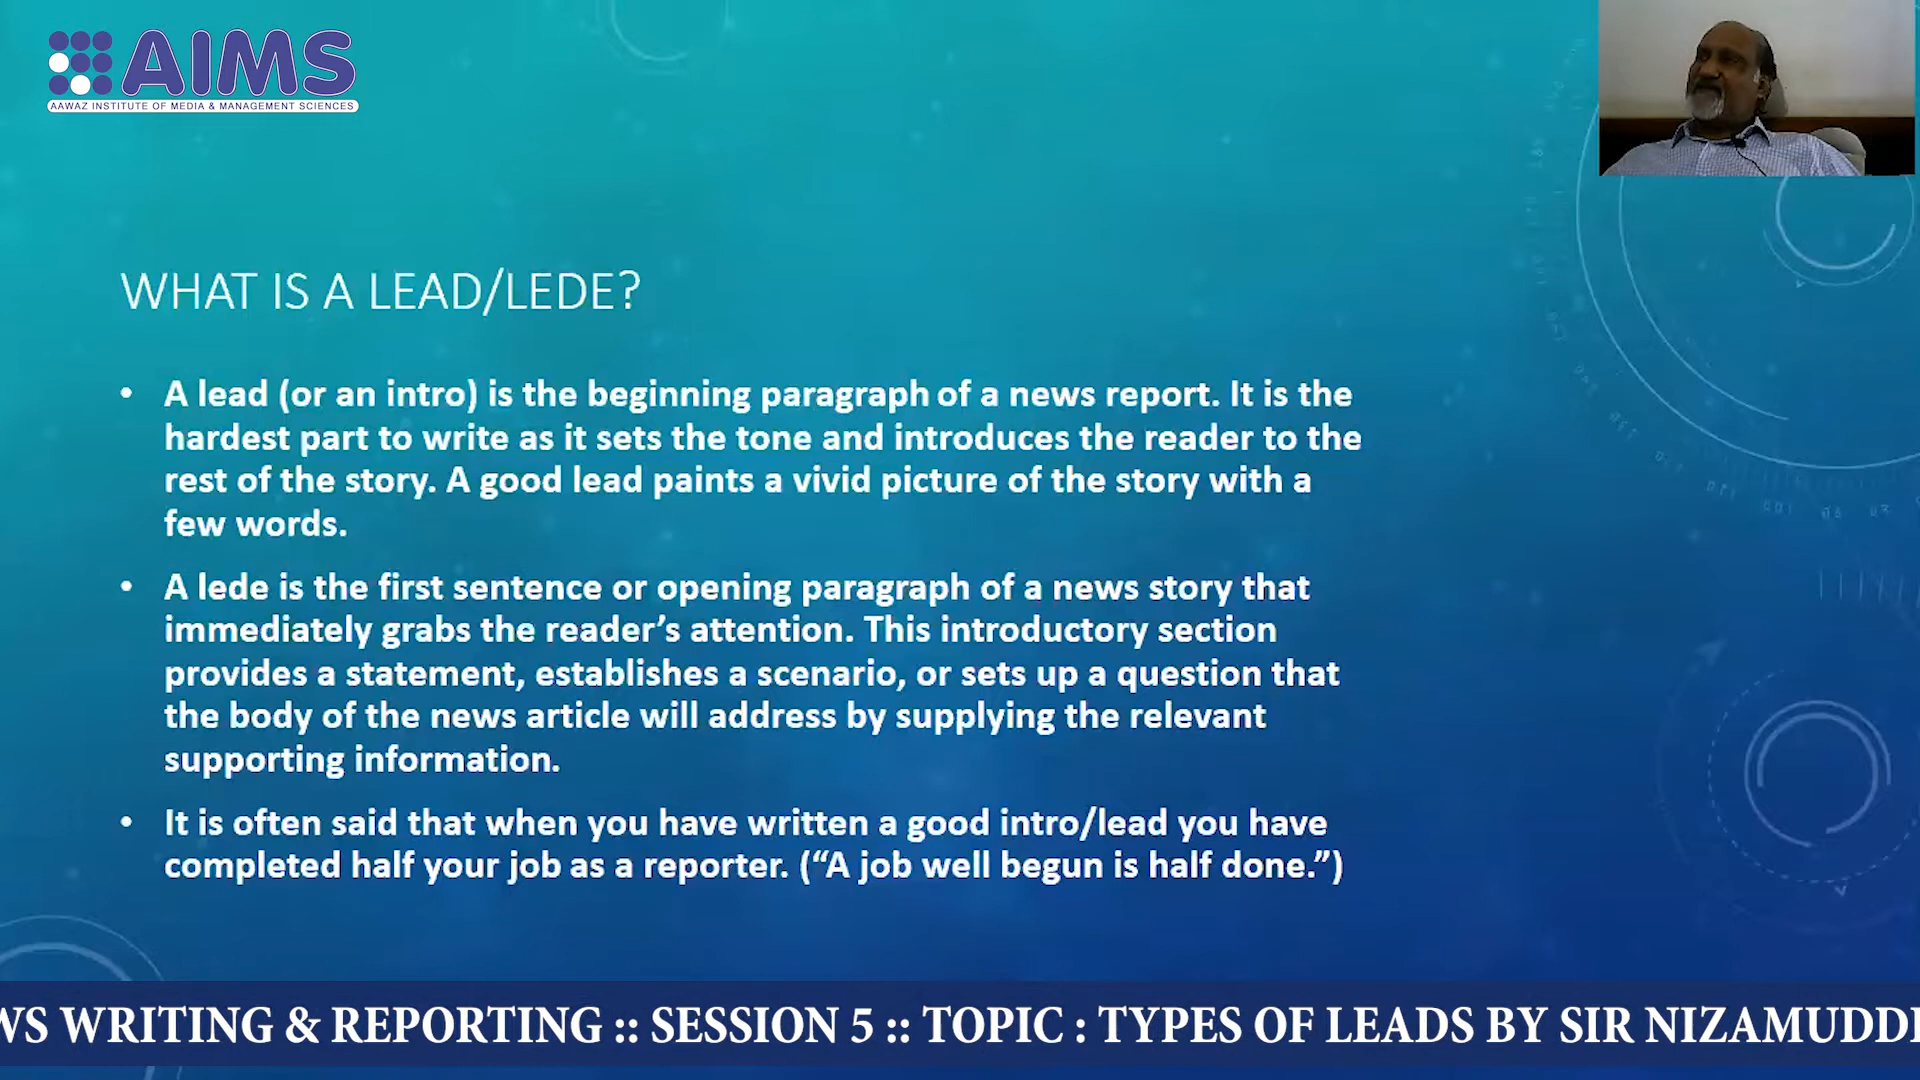 AIMS
AAWAZ INSTITUTE OF MEDIA & MANAGEMENT SCIENCES
WHAT IS A LEAD/LEDE?
• A lead (or an intro) is the beginning paragraph of a news report. It is the
hardest part to write as it sets the tone and introduces the reader to the
rest of the story. A good lead paints a vivid picture of the story with a
few words.
• A lede is the first sentence or opening paragraph of a news story that
immediately grabs the reader’s attention. This introductory section
provides a statement, establishes a scenario, or sets up a question that
the body of the news article will address by supplying the relevant
supporting information.
• It is often said that when you have written a good intro/lead you have
completed half your job as a reporter. (“A job well begun is half done.”)
WS WRITING & REPORTING :: SESSION 5 :: TOPIC : TYPES OF LEADS BY SIR NIZAMUDD